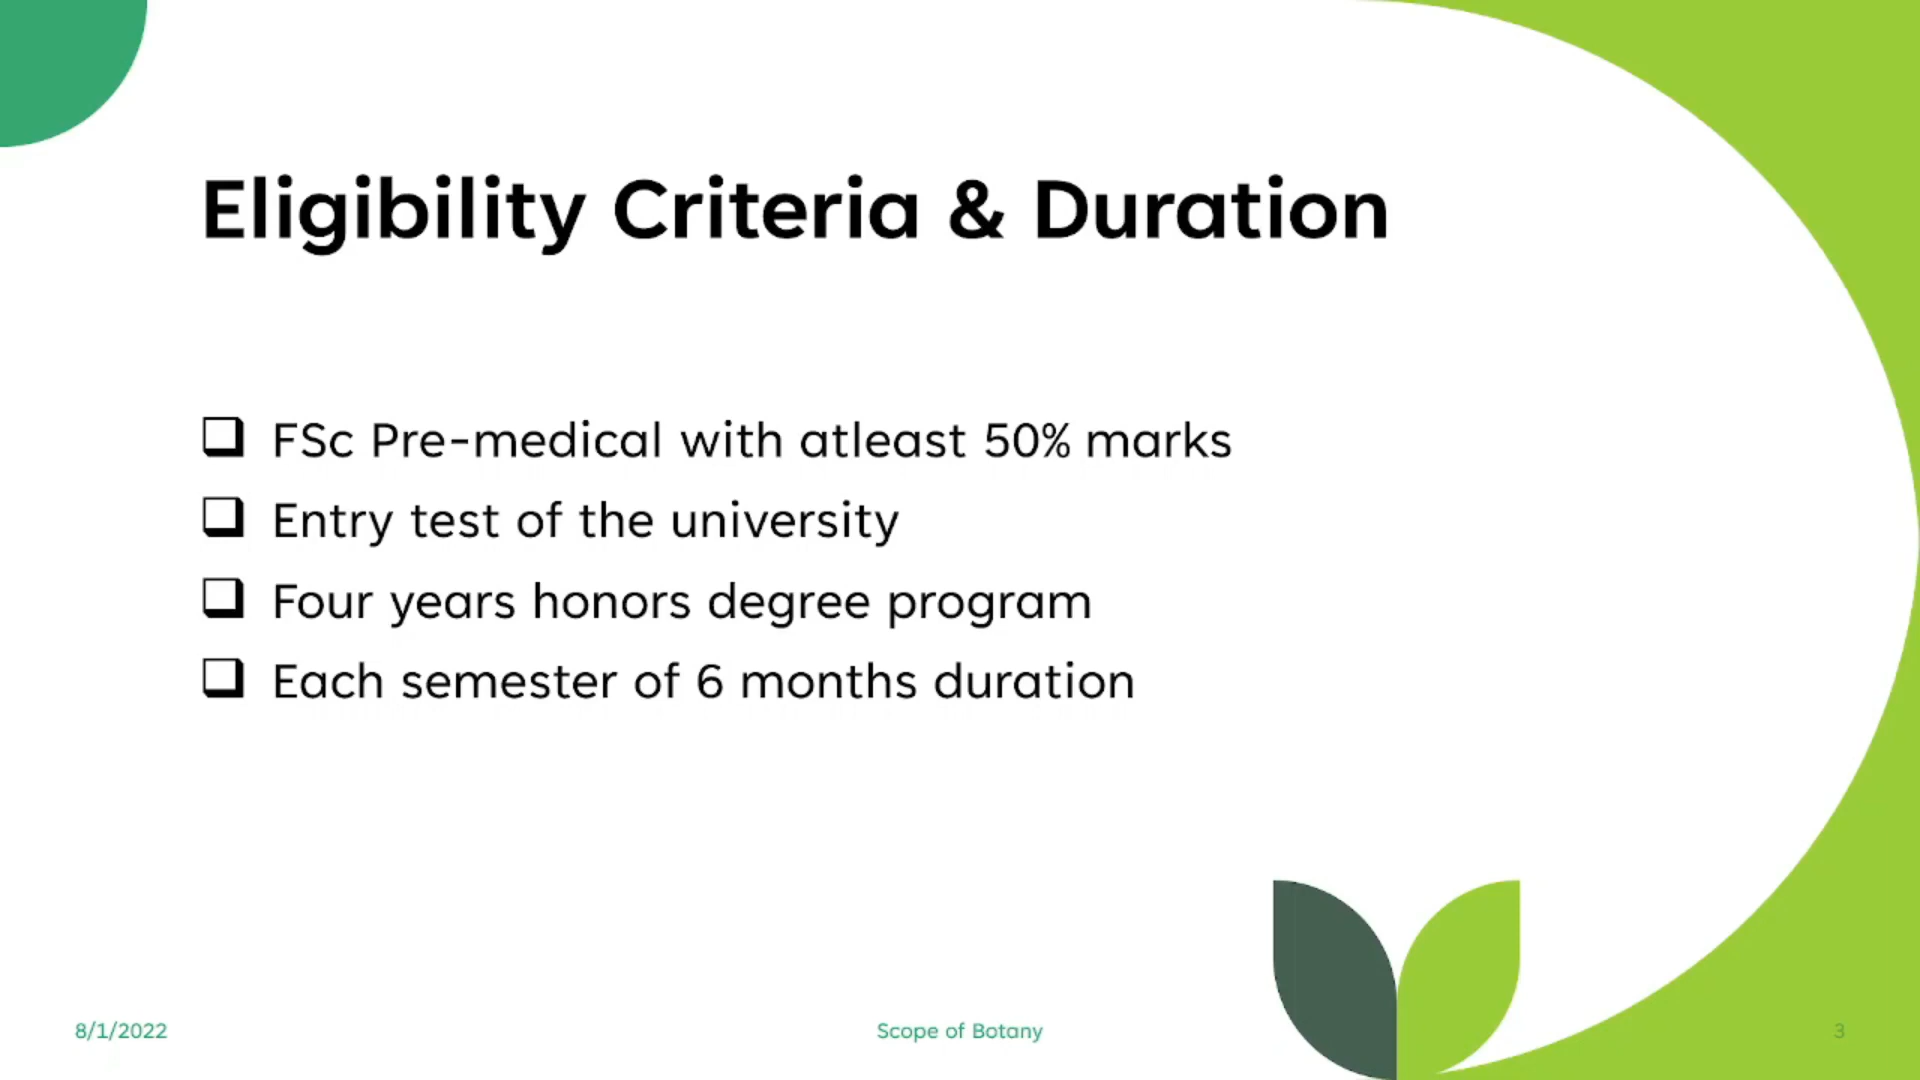 Eligibility Criteria & Duration
FSc Pre-medical with atleast 50% marks
Entry test of the university
Four years honors degree program
Each semester of 6 months duration
8/1/2022
Scope of Botany
3